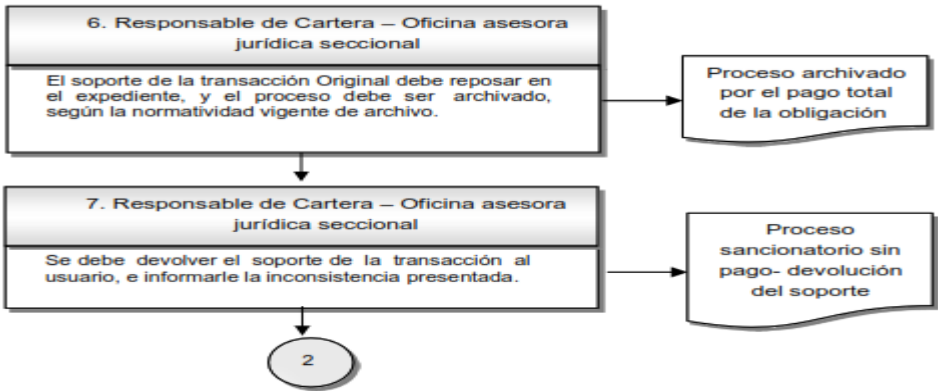 6. Responsable de Cartera – Oficina asesora
jurídica seccional
El soporte de la transacción Original debe reposar en
el expediente, y el proceso debe ser archivado,
según la normatividad vigente de archivo.
Proceso archivado
por el pago total
de la obligación
7. Responsable de Cartera – Oficina asesora
jurídica seccional
Se debe devolver el soporte de la transacción al
usuario, e informarle la inconsistencia presentada.
Proceso
sancionatorio sin
pago- devolución
del soporte
2